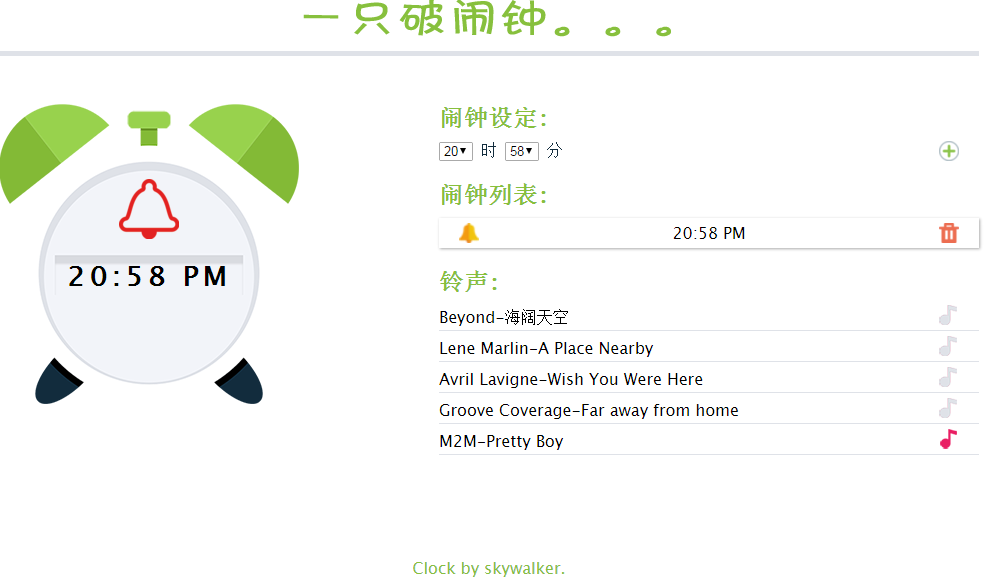 一只破闹钟。。。
20:58 PM
闹钟设定:
20 时 58 分
闹钟列表:
20:58 PM
铃声:
Beyond-海阔天空
Lene Marlin-A Place Nearby
Avril Lavigne-Wish You Were Here
Groove Coverage-Far away from home
M2M-Pretty Boy
Clock by skywalker.